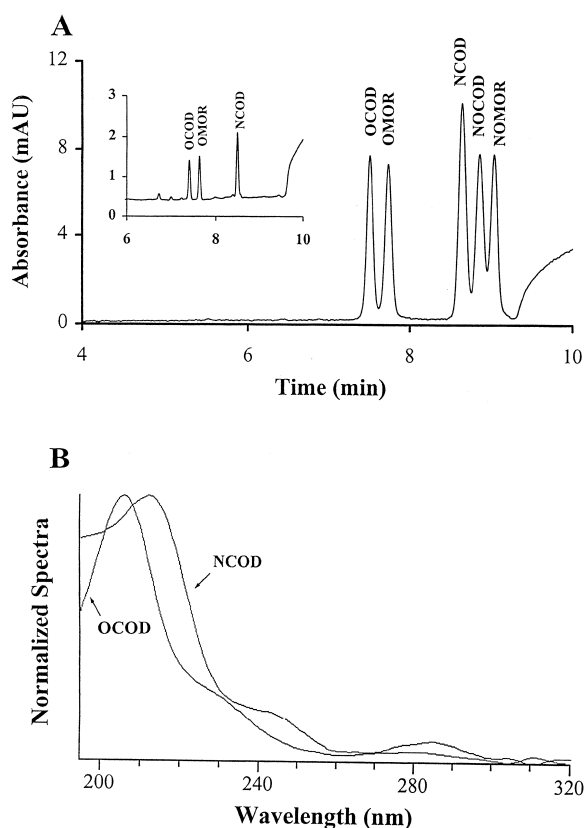 A
Absorbance (mAU)
12
8
4
0
3
2
1
0
6
8
10
OCOD
OMOR
NCOD
OCOD
OMOR
NCOD
NOCOD
NOMOR
4
6
8
10
Time (min)
B
Normalized Spectra
NCOD
OCOD
200
240
280
320
Wavelength (nm)